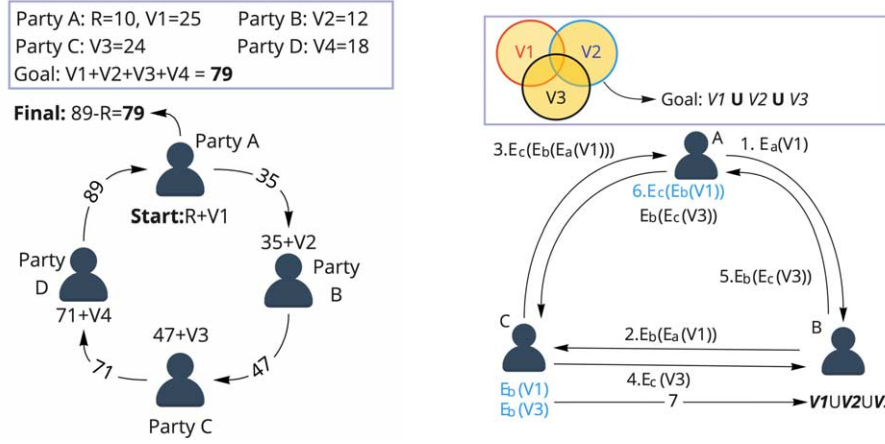 Party A: R=10, V1=25 Party B: V2=12
Party C: V3=24 Party D: V4=18
Goal: V1+V2+V3+V4 = 79
Final: 89-R=79
Party A
89
35
Start:R+V1
35+V2
Party
B
Party
D
71+V4
47+V3
71
47
Party C
V1
V2
V3
Goal: V1 U V2 U V3
A
3.Ec(Eb(Ea(V1)))
1. Ea(V1)
6.Ec(Eb(V1))
Eb(Ec(V3))
5.Eb(Ec(V3))
C
B
2.Eb(Ea(V1))
4.Ec(V3)
Eb(V1)
Eb(V3)
7
V1UV2UV